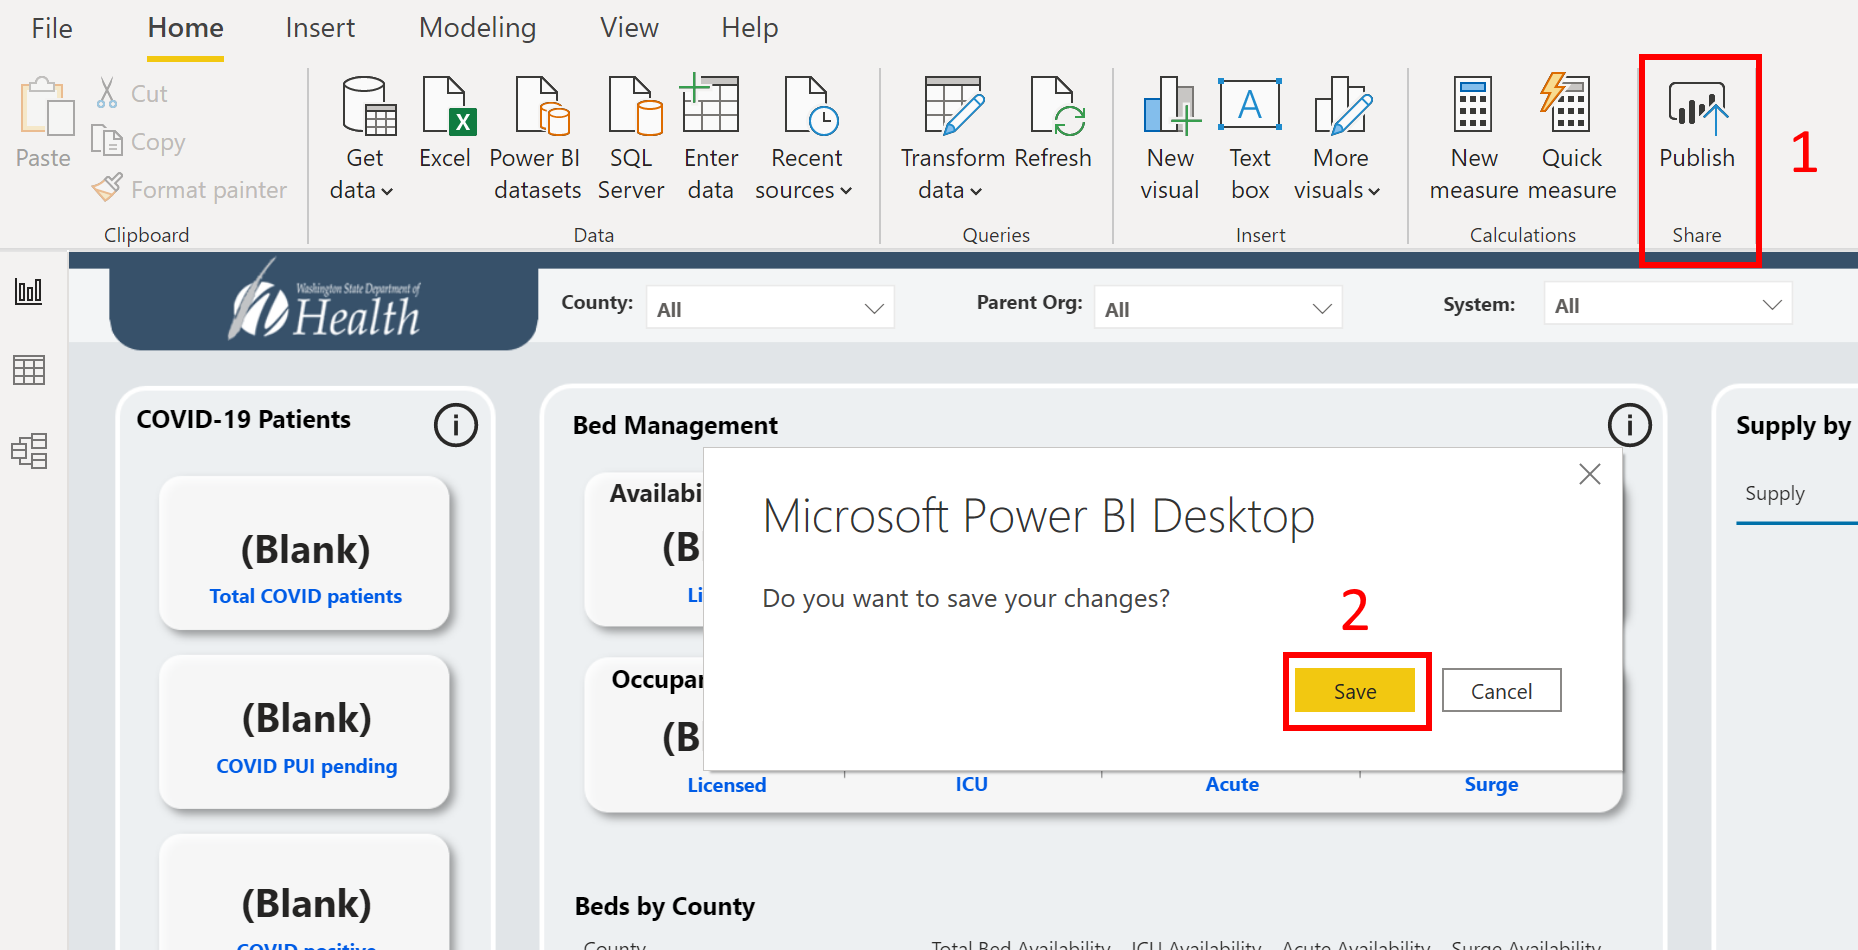 File Home Insert Modeling View Help
Paste
Cut
Copy
Format painter
Clipboard
Get data
Excel
Power BI datasets
SQL Server
Enter data
Recent sources
Data
Transform data
Refresh
Queries
New visual
Text box
More visuals
Insert
New measure
Quick measure
Calculations
Publish
Share
1
Washington State Department of
Health
County: All
Parent Org: All
System: All
COVID-19 Patients
(Blank)
Total COVID patients
(Blank)
COVID PUI pending
(Blank)
COVID positive
Bed Management
Availabi
(B
Li
Occupan
(B
Licensed ICU Acute Surge
Microsoft Power BI Desktop
Do you want to save your changes?
2
Save
Cancel
Beds by County
County Total Bed Availability ICU Availability Acute Availability Surge Availability
Supply by
Supply